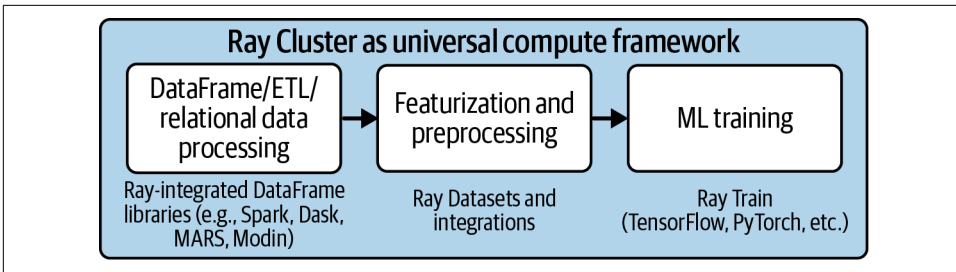 Ray Cluster as universal compute framework
DataFrame/ETL/
relational data
processing
Featurization and
preprocessing
ML training
Ray-integrated DataFrame
libraries (e.g., Spark, Dask,
MARS, Modin)
Ray Datasets and
integrations
Ray Train
(TensorFlow, PyTorch, etc.)